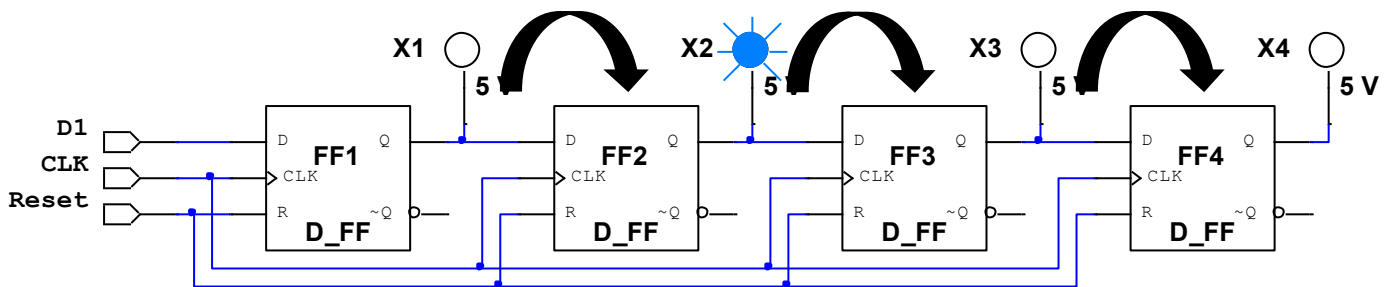 X1 X2 X3 X4
5 V 5 V 5 V 5 V
D1
D Q D Q D Q D Q
FF1 FF2 FF3 FF4
CLK CLK CLK CLK CLK
Reset R ~Q R ~Q R ~Q R ~Q
D_FF D_FF D_FF D_FF